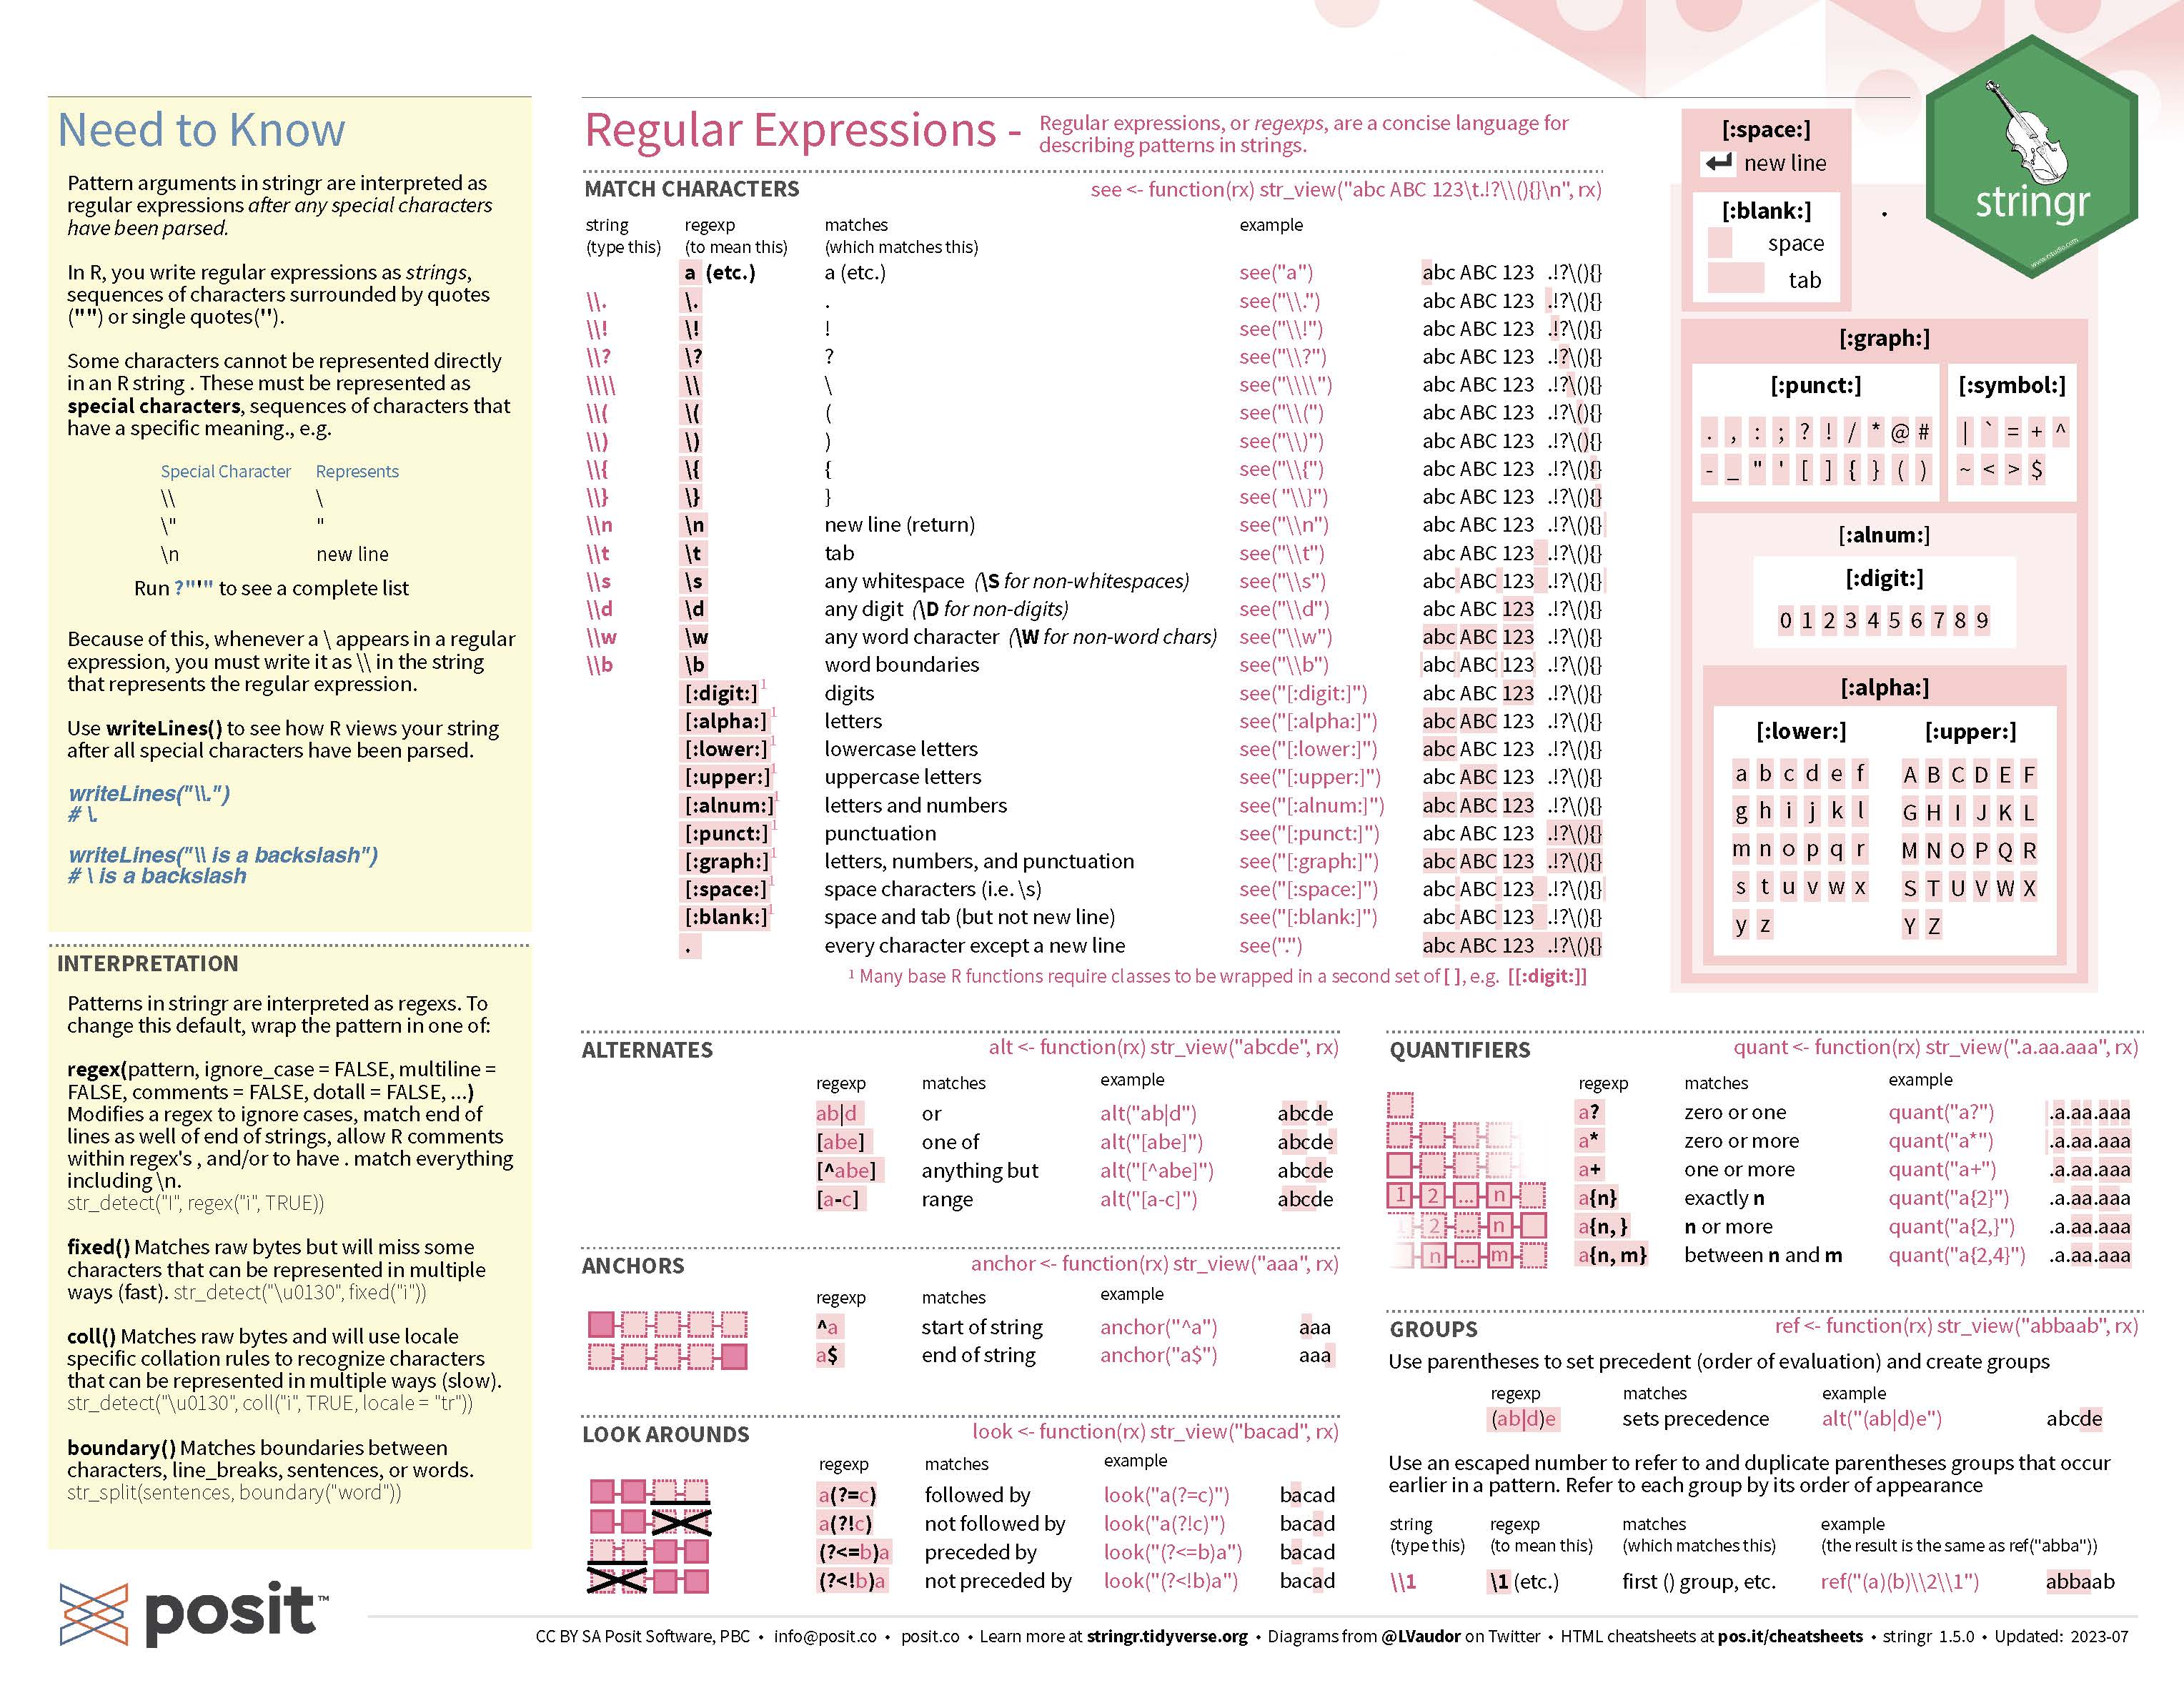 Need to Know
Pattern arguments in stringr are interpreted as
regular expressions after any special characters
have been parsed.
In R, you write regular expressions as strings,
sequences of characters surrounded by quotes
("") or single quotes('').
Some characters cannot be represented directly
in an R string . These must be represented as
special characters, sequences of characters that
have a specific meaning., e.g.
Special Character Represents
\\ \
\" "
\n new line
Run ?"'" to see a complete list
Because of this, whenever a \ appears in a regular
expression, you must write it as \\ in the string
that represents the regular expression.
Use writeLines() to see how R views your string
after all special characters have been parsed.
writeLines("\\.")
# \.
writeLines("\\ is a backslash")
# \ is a backslash
INTERPRETATION
Patterns in stringr are interpreted as regexs. To
change this default, wrap the pattern in one of:
regex(pattern, ignore_case = FALSE, multiline =
FALSE, comments = FALSE, dotall = FALSE, ...)
Modifies a regex to ignore cases, match end of
lines as well of end of strings, allow R comments
within regex's , and/or to have . match everything
including \n.
str_detect("I", regex("i", TRUE))
fixed() Matches raw bytes but will miss some
characters that can be represented in multiple
ways (fast). str_detect("\u0130", fixed("i"))
coll() Matches raw bytes and will use locale
specific collation rules to recognize characters
that can be represented in multiple ways (slow).
str_detect("\u0130", coll("i", TRUE, locale = "tr"))
boundary() Matches boundaries between
characters, line_breaks, sentences, or words.
str_split(sentences, boundary("word"))
Regular Expressions -
Regular expressions, or regexps, are a concise language for
describing patterns in strings.
MATCH CHARACTERS see <- function(rx) str_view("abc ABC 123\t.!?\\(){}\n", rx)
string regexp matches example
(type this) (to mean this) (which matches this)
a (etc.) a (etc.) see("a") abc ABC 123 .!?\(){}
\\. \. . see("\\.") abc ABC 123 .!?\(){}
\\! \! ! see("\\!") abc ABC 123 .!?\(){}
\\? \? ? see("\\?") abc ABC 123 .!?\(){}
\\\\ \\ \ see("\\\\") abc ABC 123 .!?\(){}
\\( \( ( see("\\(") abc ABC 123 .!?\(){}
\\) \) ) see("\\)") abc ABC 123 .!?\(){}
\\{ \{ { see("\\{") abc ABC 123 .!?\(){}
\\} \} } see( "\\}") abc ABC 123 .!?\(){}
\\n \n new line (return) see("\\n") abc ABC 123 .!?\(){}
\\t \t tab see("\\t") abc ABC 123 .!?\(){}
\\s \s any whitespace (\S for non-whitespaces) see("\\s") abc ABC 123 .!?\(){}
\\d \d any digit (\D for non-digits) see("\\d") abc ABC 123 .!?\(){}
\\w \w any word character (\W for non-word chars) see("\\w") abc ABC 123 .!?\(){}
\\b \b word boundaries see("\\b") abc ABC 123 .!?\(){}
[:digit:]1 digits see("[:digit:]") abc ABC 123 .!?\(){}
[:alpha:]1 letters see("[:alpha:]") abc ABC 123 .!?\(){}
[:lower:]1 lowercase letters see("[:lower:]") abc ABC 123 .!?\(){}
[:upper:]1 uppercase letters see("[:upper:]") abc ABC 123 .!?\(){}
[:alnum:]1 letters and numbers see("[:alnum:]") abc ABC 123 .!?\(){}
[:punct:]1 punctuation see("[:punct:]") abc ABC 123 .!?\(){}
[:graph:]1 letters, numbers, and punctuation see("[:graph:]") abc ABC 123 .!?\(){}
[:space:]1 space characters (i.e. \s) see("[:space:]") abc ABC 123 .!?\(){}
[:blank:]1 space and tab (but not new line) see("[:blank:]") abc ABC 123 .!?\(){}
. every character except a new line see(".") abc ABC 123 .!?\(){}
1 Many base R functions require classes to be wrapped in a second set of [ ], e.g. [[:digit:]]
[:space:]
new line
[:blank:]
space
tab
.
stringr
[:graph:]
[:punct:] [:symbol:]
. , : ; ? ! / * @ # | ` = + ^
- _ " ' [ ] { } ( ) ~ < > $
[:alnum:]
[:digit:]
0 1 2 3 4 5 6 7 8 9
[:alpha:]
[:lower:] [:upper:]
a b c d e f A B C D E F
g h i j k l G H I J K L
m n o p q r M N O P Q R
s t u v w x S T U V W X
y z Y Z
ALTERNATES alt <- function(rx) str_view("abcde", rx)
regexp matches example
ab|d or alt("ab|d") abcde
[abe] one of alt("[abe]") abcde
[^abe] anything but alt("[^abe]") abcde
[a-c] range alt("[a-c]") abcde
ANCHORS anchor <- function(rx) str_view("aaa", rx)
regexp matches example
^a start of string anchor("^a") aaa
a$ end of string anchor("a$") aaa
LOOK AROUNDS look <- function(rx) str_view("bacad", rx)
regexp matches example
a(?=c) followed by look("a(?=c)") bacad
a(?!c) not followed by look("a(?!c)") bacad
(?<=b)a preceded by look("(?<=b)a") bacad
(?<!b)a not preceded by look("(?<!b)a") bacad
QUANTIFIERS quant <- function(rx) str_view(".a.aa.aaa", rx)
regexp matches example
a? zero or one quant("a?") .a.aa.aaa
a* zero or more quant("a*") .a.aa.aaa
a+ one or more quant("a+") .a.aa.aaa
1 2 ... n a{n} exactly n quant("a{2}") .a.aa.aaa
1 2 ... n a{n, } n or more quant("a{2,}") .a.aa.aaa
n ... m a{n, m} between n and m quant("a{2,4}") .a.aa.aaa
GROUPS ref <- function(rx) str_view("abbaab", rx)
Use parentheses to set precedent (order of evaluation) and create groups
regexp matches example
(ab|d)e sets precedence alt("(ab|d)e") abcde
Use an escaped number to refer to and duplicate parentheses groups that occur
earlier in a pattern. Refer to each group by its order of appearance
string regexp matches example
(type this) (to mean this) (which matches this) (the result is the same as ref("abba"))
\\1 \1 (etc.) first () group, etc. ref("(a)(b)\\2\\1") abbaab
posit™
CC BY SA Posit Software, PBC • info@posit.co • posit.co • Learn more at stringr.tidyverse.org • Diagrams from @LVaudor on Twitter • HTML cheatsheets at pos.it/cheatsheets • stringr 1.5.0 • Updated: 2023-07